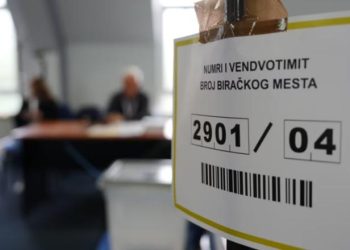 NUMRI I VENDVOTIMIT
BROJ BIRAČKOG MESTA
2901 / 04